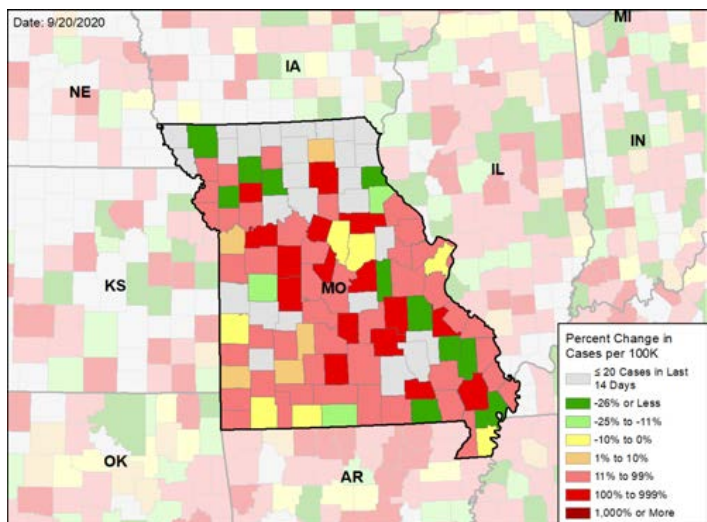 Date: 9/20/2020
MI
IA
NE
IL
IN
KS
MO
OK
AR
Percent Change in
Cases per 100K
≤ 20 Cases in Last
14 Days
-26% or Less
-25% to -11%
-10% to 0%
1% to 10%
11% to 99%
100% to 999%
1,000% or More